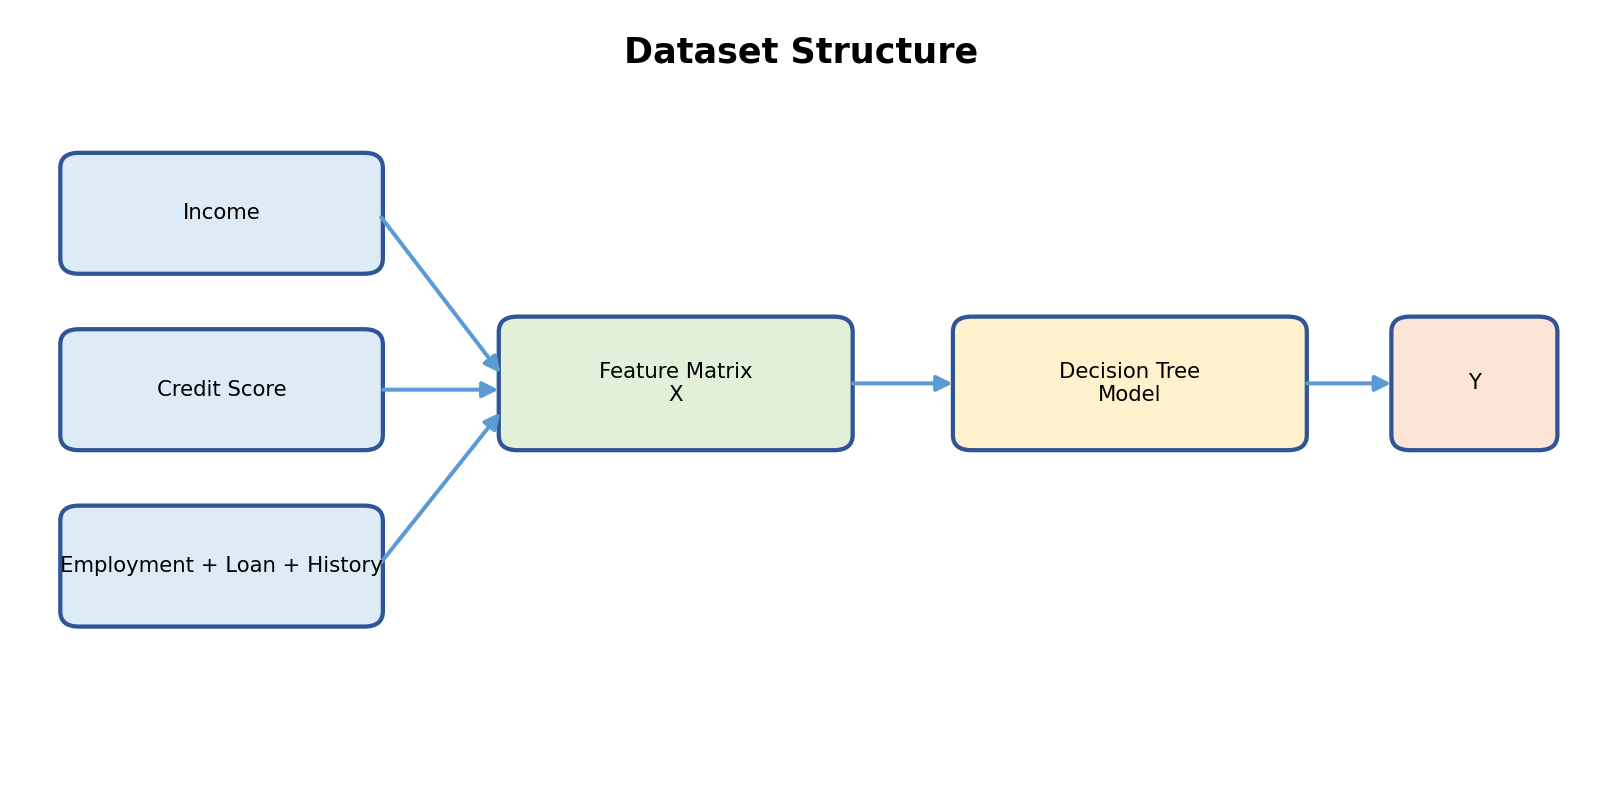 Dataset Structure
Income
Credit Score
Employment + Loan + History
Feature Matrix
X
Decision Tree
Model
Y